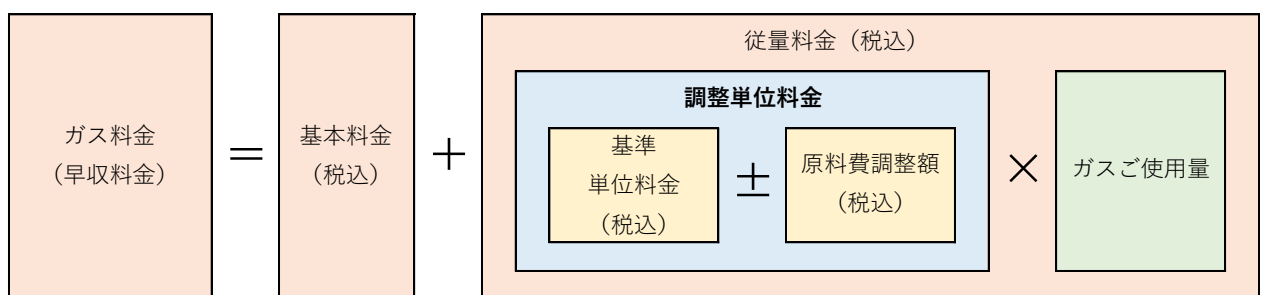 ガス料金
(早収料金)
＝
基本料金
(税込)
＋
従量料金（税込）
調整単位料金
基準
単位料金
(税込)
±
原料費調整額
(税込)
×
ガスご使用量